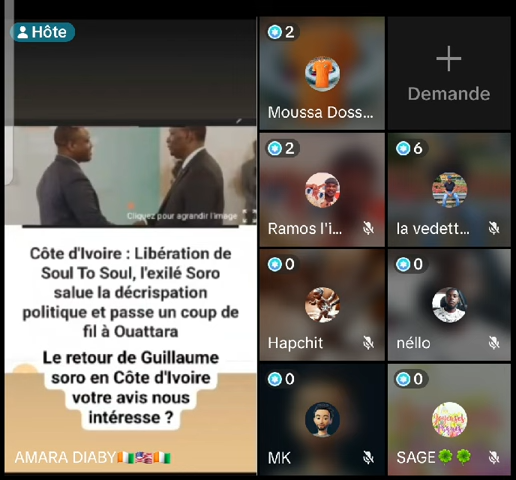 Hôte
Cliquez pour agrandir l'image
Côte d'Ivoire : Libération de
Soul To Soul, l'exilé Soro
salue la décrispation
politique et passe un coup de
fil à Ouattara
Le retour de Guillaume
soro en Côte d'Ivoire
votre avis nous
intéresse ?
AMARA DIABY🇨🇮🇺🇸🇨🇮
2
Moussa Doss...
Demande
2
Ramos l'i...
6
la vedett...
0
Hapchit
0
néllo
0
MK
0
SAGE🍀🍀